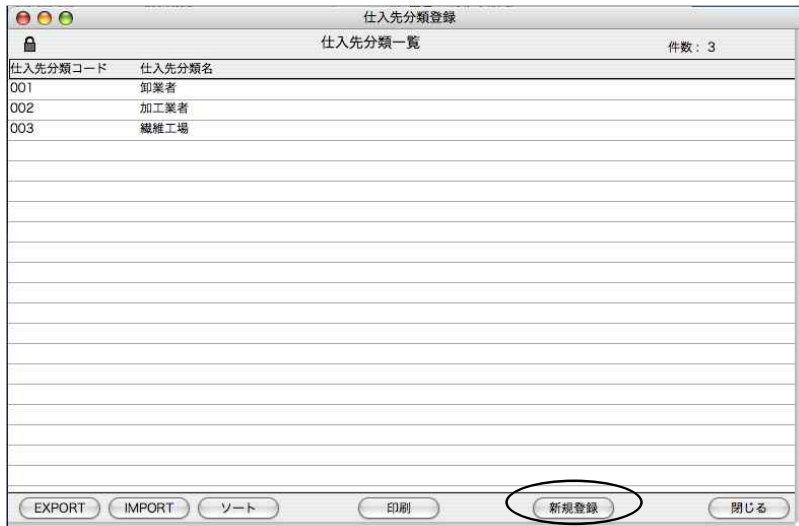 仕入先分類登録
仕入先分類一覧
件数: 3
仕入先分類コード 仕入先分類名
001 卸業者
002 加工業者
003 繊維工場
EXPORT IMPORT ソート 印刷 新規登録 閉じる